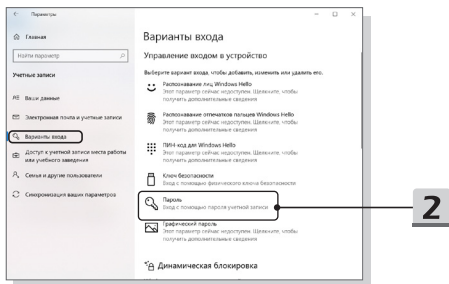 Параметры
Главная
Найти параметр
Учетные записи
Ваши данные
Электронная почта и учетные записи
Варианты входа
Доступ к учетной записи места работы
или учебного заведения
Семья и другие пользователи
Синхронизация ваших параметров
Варианты входа
Управление входом в устройство
Выберите вариант входа, чтобы добавить, изменить или удалить его.
Распознавание лиц Windows Hello
Этот параметр сейчас недоступен. Щелкните, чтобы
получить дополнительные сведения
Распознавание отпечатков пальцев Windows Hello
Этот параметр сейчас недоступен. Щелкните, чтобы
получить дополнительные сведения
ПИН-код для Windows Hello
Этот параметр сейчас недоступен. Щелкните, чтобы
получить дополнительные сведения
Ключ безопасности
Вход с помощью физического ключа безопасности
Пароль
Вход с помощью пароля учетной записи
Графический пароль
Этот параметр сейчас недоступен. Щелкните, чтобы
получить дополнительные сведения
Динамическая блокировка
2